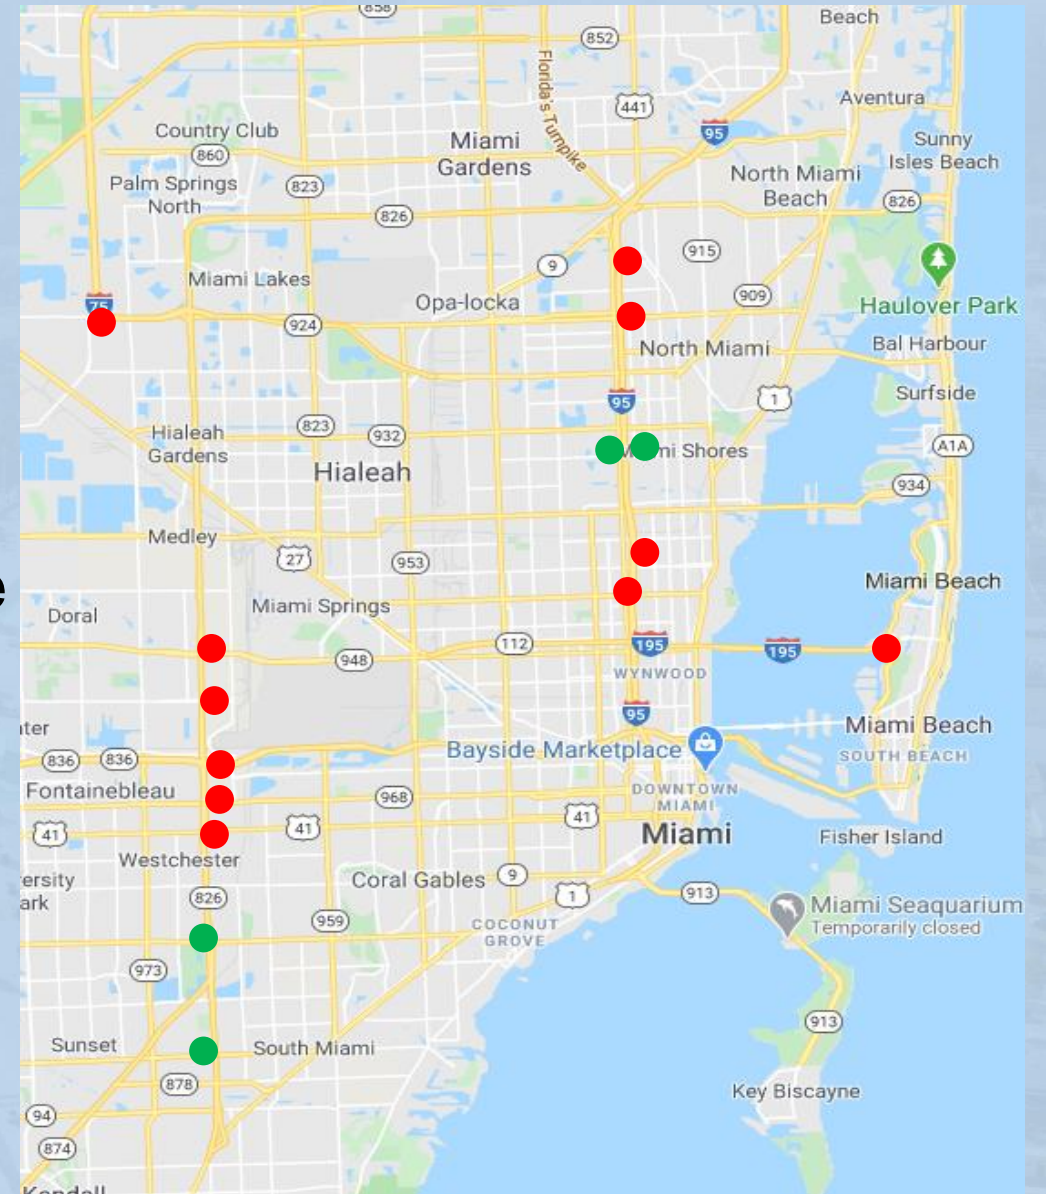 858
Beach
852
Florida's Turnpike
441
Aventura
95
Country Club
860
Miami
Gardens
Sunny
Isles Beach
Palm Springs
North
823
North Miami
Beach
826
826
915
9
Miami Lakes
909
Opa-locka
75
Haulover Park
924
North Miami
Bal Harbour
95
1
Surfside
823
932
Hialeah
Gardens
A1A
Shores
Hialeah
934
Medley
27
953
Miami Beach
e
Doral
Miami Springs
112
195
195
948
WYNWOOD
95
Miami Beach
Bayside Marketplace
SOUTH BEACH
836
836
Fontainebleau
968
DOWNTOWN
MIAMI
41
41
41
Miami
Fisher Island
Westchester
Coral Gables
9
1
826
913
Miami Seaquarium
Temporarily closed
959
COCONUT
GROVE
973
913
Sunset
South Miami
878
Key Biscayne
94
874
Kendall